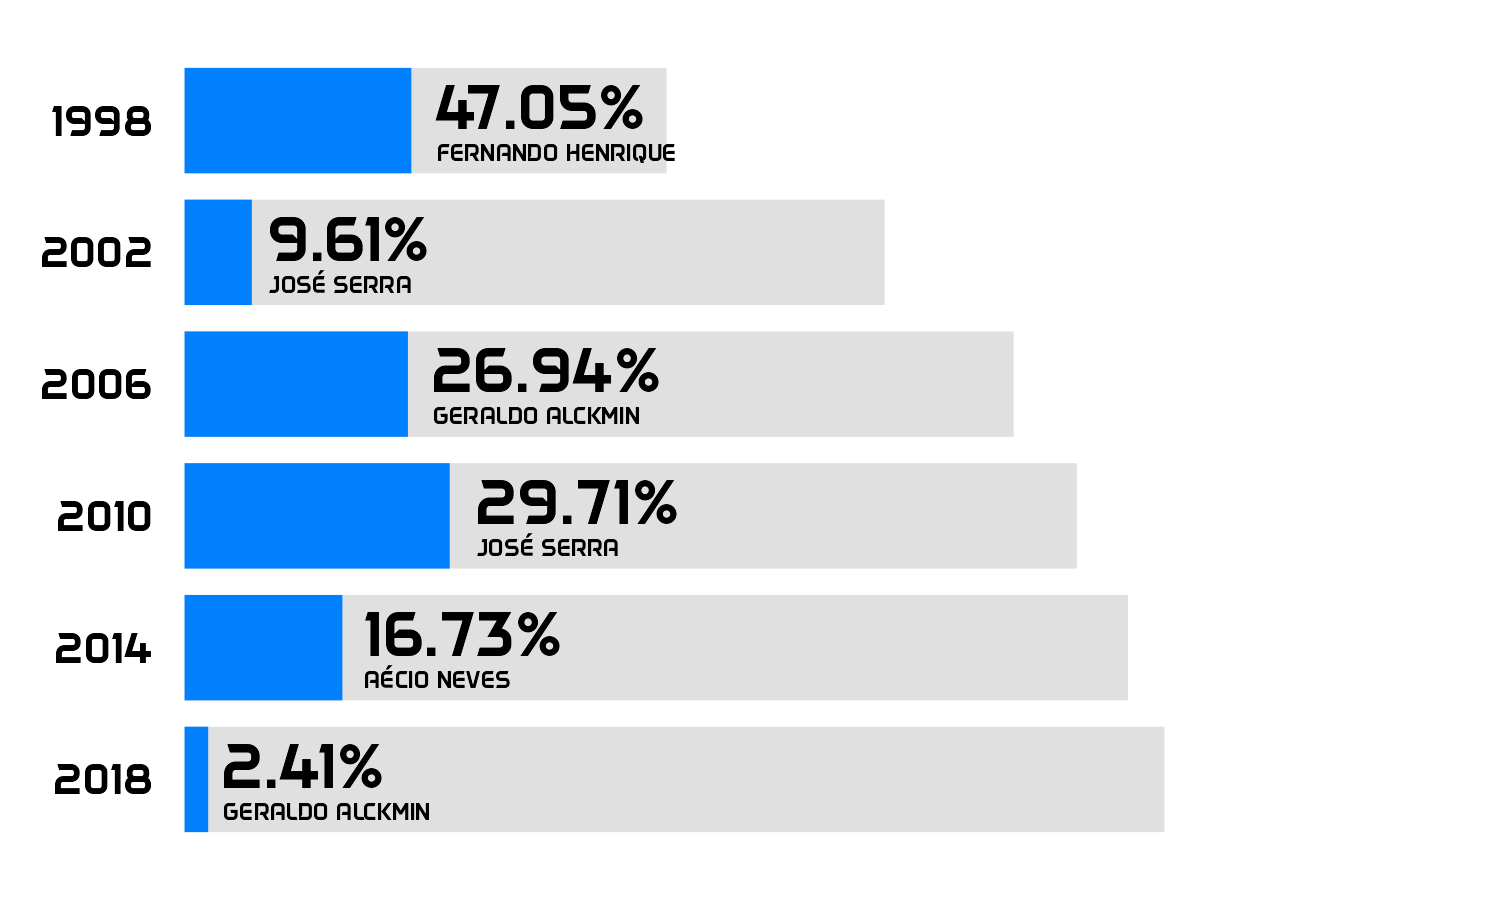 1998
47.05%
FERNANDO HENRIQUE
2002
9.61%
JOSÉ SERRA
2006
26.94%
GERALDO ALCKMIN
2010
29.71%
JOSÉ SERRA
2014
16.73%
AÉCIO NEVES
2018
2.41%
GERALDO ALCKMIN